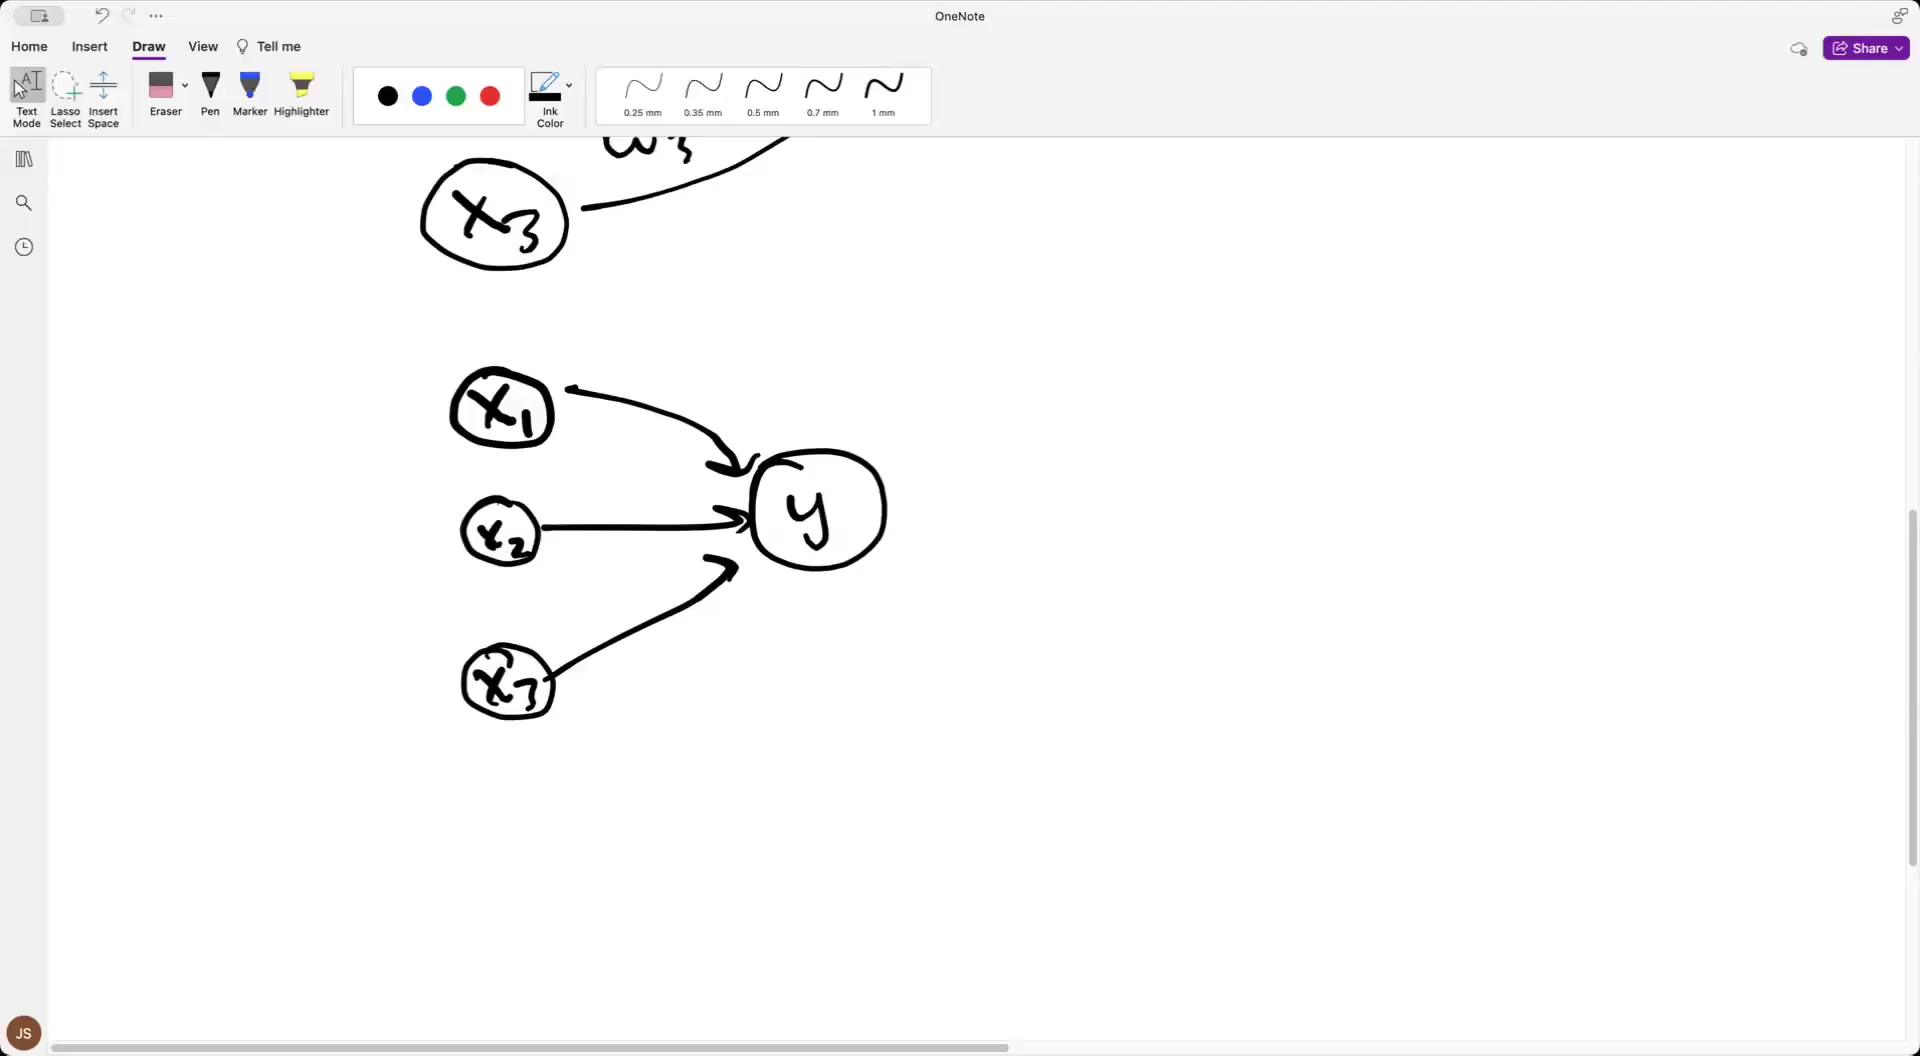 OneNote
Home Insert Draw View Tell me
Share
Text Mode
Lasso Select
Insert Space
Eraser
Pen
Marker
Highlighter
Ink Color
0.25 mm
0.35 mm
0.5 mm
0.7 mm
1 mm
w3
x3
x1
x2
y
x3
JS